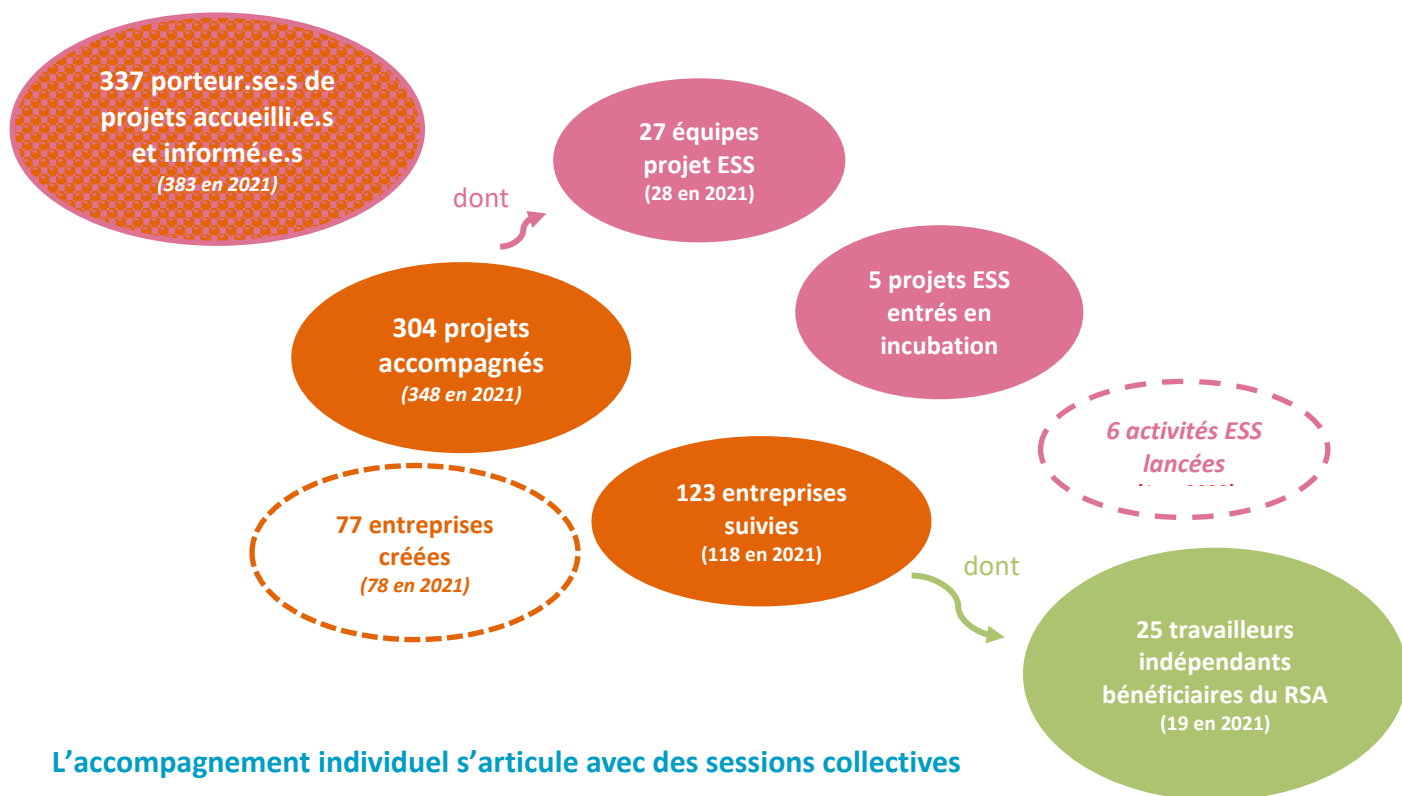 337 porteur.se.s de
projets accueilli.e.s
et informé.e.s
(383 en 2021)
27 équipes
projet ESS
(28 en 2021)
dont
5 projets ESS
entrés en
incubation
304 projets
accompagnés
(348 en 2021)
6 activités ESS
lancées
123 entreprises
suivies
(118 en 2021)
77 entreprises
créées
(78 en 2021)
dont
25 travailleurs
indépendants
bénéficiaires du RSA
(19 en 2021)
L’accompagnement individuel s’articule avec des sessions collectives